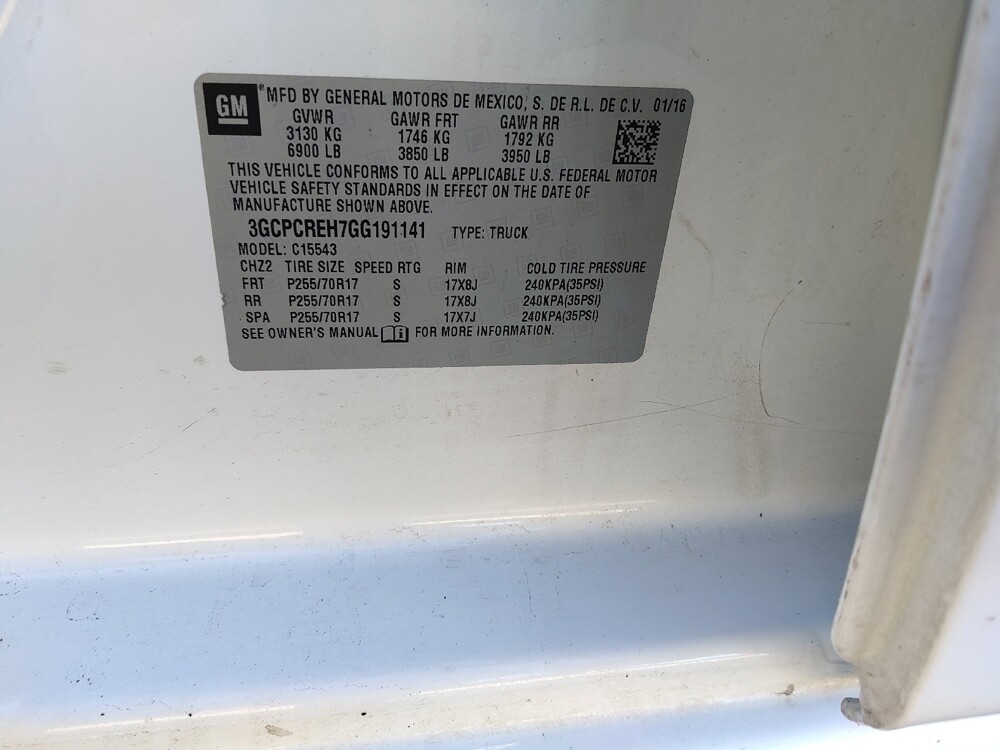 GM MFD BY GENERAL MOTORS DE MEXICO, S. DE R.L. DE C.V. 01/16
GVWR GAWR FRT GAWR RR
3130 KG 1746 KG 1792 KG
6900 LB 3850 LB 3950 LB
THIS VEHICLE CONFORMS TO ALL APPLICABLE U.S. FEDERAL MOTOR
VEHICLE SAFETY STANDARDS IN EFFECT ON THE DATE OF
MANUFACTURE SHOWN ABOVE.
3GCPCREH7GG191141 TYPE: TRUCK
MODEL: C15543
CHZ2 TIRE SIZE SPEED RTG RIM COLD TIRE PRESSURE
FRT P255/70R17 S 17X8J 240KPA(35PSI)
RR P255/70R17 S 17X8J 240KPA(35PSI)
SPA P255/70R17 S 17X7J 240KPA(35PSI)
SEE OWNER'S MANUAL i FOR MORE INFORMATION.